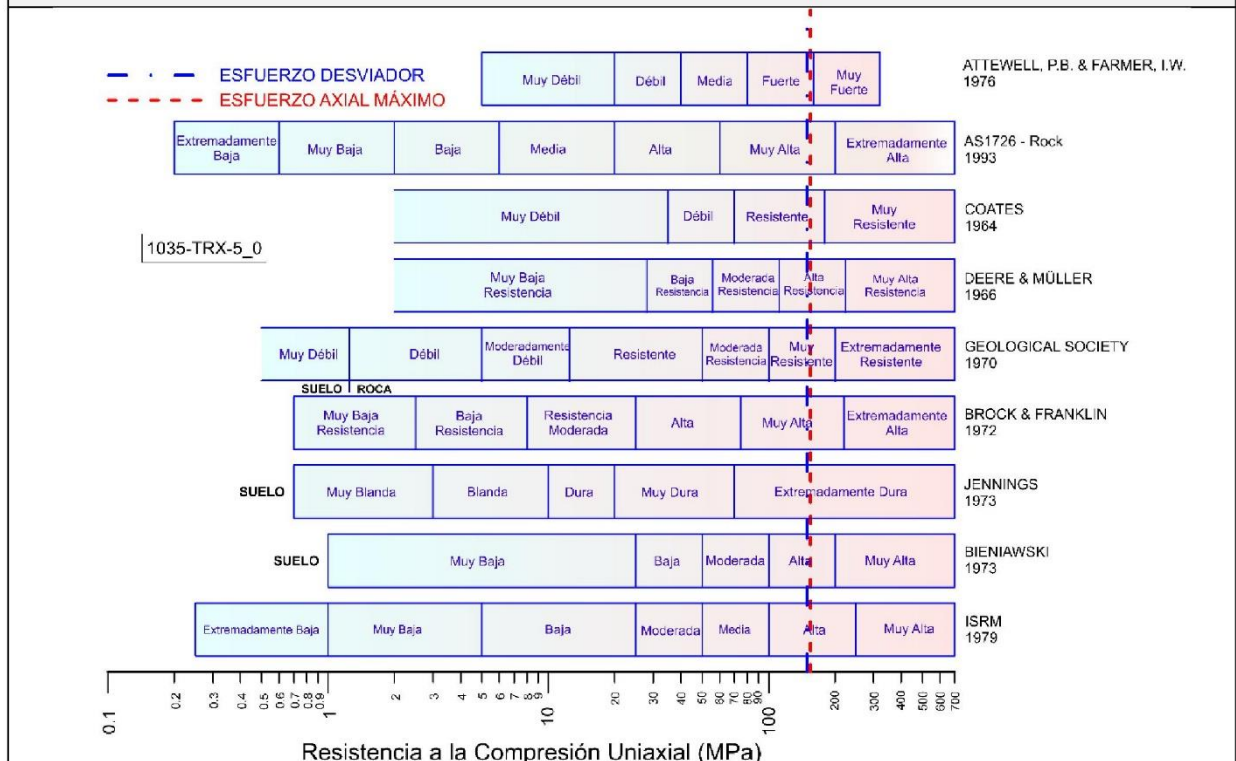 ESFUERZO DESVIADOR
ESFUERZO AXIAL MÁXIMO
Muy Débil
Débil
Media
Fuerte
Muy
Fuerte
ATTEWELL, P.B. & FARMER, I.W.
1976
Extremadamente
Baja
Muy Baja
Baja
Media
Alta
Muy Alta
Extremadamente
Alta
AS1726 - Rock
1993
Muy Débil
Débil
Resistente
Muy
Resistente
COATES
1964
1035-TRX-5_0
Muy Baja
Resistencia
Baja
Resistencia
Moderada
Resistencia
Alta
Resistencia
Muy Alta
Resistencia
DEERE & MÜLLER
1966
Muy Débil
Débil
Moderadamente
Débil
Resistente
Moderada
Resistencia
Muy
Resistente
Extremadamente
Resistente
GEOLOGICAL SOCIETY
1970
SUELO
ROCA
Muy Baja
Resistencia
Baja
Resistencia
Resistencia
Moderada
Alta
Muy Alta
Extremadamente
Alta
BROCK & FRANKLIN
1972
SUELO
Muy Blanda
Blanda
Dura
Muy Dura
Extremadamente Dura
JENNINGS
1973
SUELO
Muy Baja
Baja
Moderada
Alta
Muy Alta
BIENIAWSKI
1973
Extremadamente Baja
Muy Baja
Baja
Moderada
Media
Alta
Muy Alta
ISRM
1979
0.1
0.2
0.3
0.4
0.5
0.6
0.7
0.8
0.9
1
2
3
4
5
6
7
8
9
10
20
30
40
50
60
70
80
90
100
200
300
400
500
600
700
Resistencia a la Compresión Uniaxial (MPa)